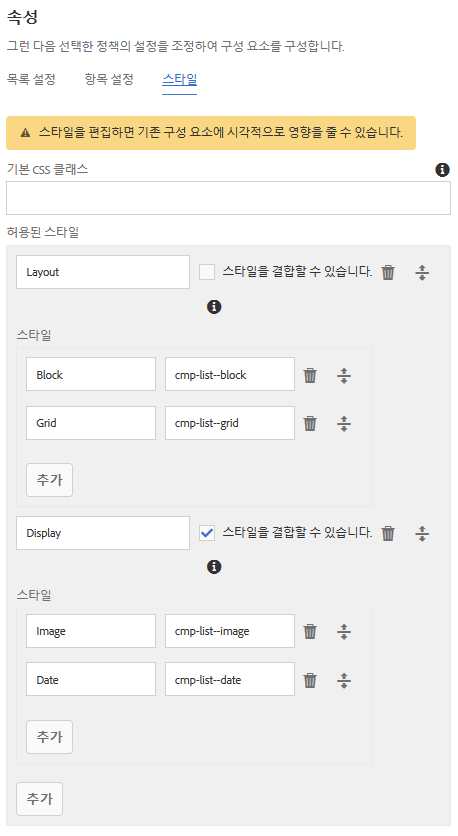 속성
그런 다음 선택한 정책의 설정을 조정하여 구성 요소를 구성합니다.
목록 설정 항목 설정 스타일
스타일을 편집하면 기존 구성 요소에 시각적으로 영향을 줄 수 있습니다.
기본 CSS 클래스
허용된 스타일
Layout 스타일을 결합할 수 있습니다.
스타일
Block cmp-list--block
Grid cmp-list--grid
추가
Display 스타일을 결합할 수 있습니다.
스타일
Image cmp-list--image
Date cmp-list--date
추가
추가